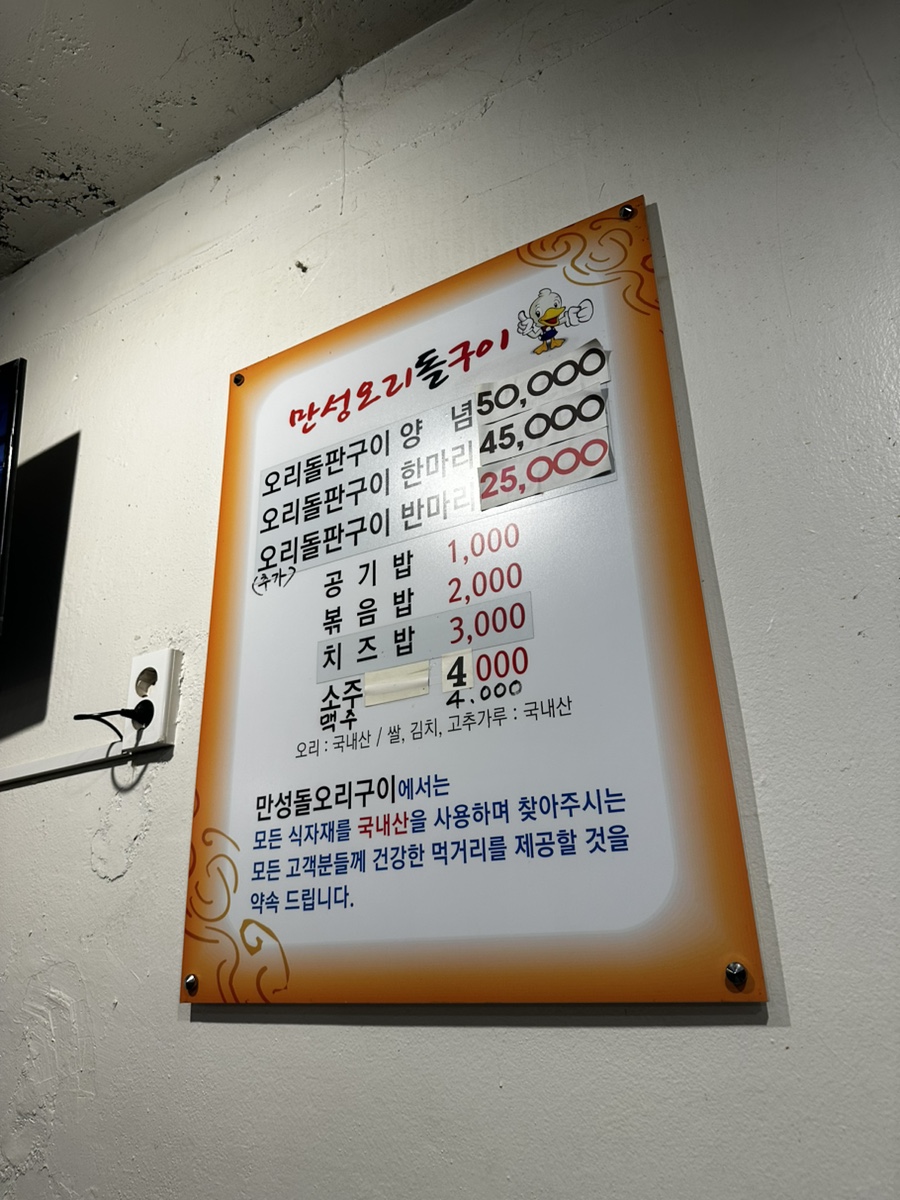 만성오리돌구이
오리돌판구이 양 념 50,000
오리돌판구이 한마리 45,000
오리돌판구이 반마리 25,000
(추가)
공 기 밥 1,000
볶 음 밥 2,000
치 즈 밥 3,000
소주 4 000
맥주 4.000
오리 : 국내산 / 쌀, 김치, 고추가루 : 국내산
만성돌오리구이에서는
모든 식자재를 국내산을 사용하며 찾아주시는
모든 고객분들께 건강한 먹거리를 제공할 것을
약속 드립니다.